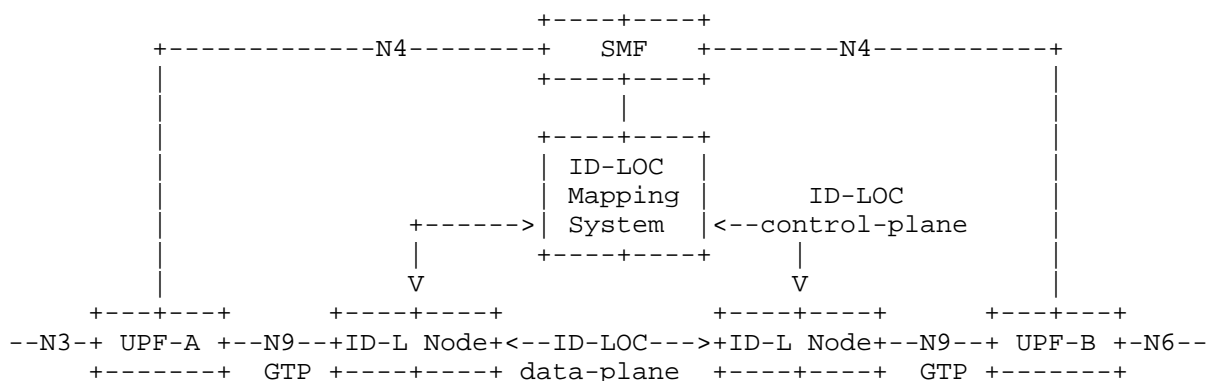 +----+----+
          +-------------N4--------+   SMF   +--------N4-----------+
          |                       +----+----+                     |
          |                            |                          |
          |                       +----+----+                     |
          |                       | ID-LOC  |                     |
          |                       | Mapping |      ID-LOC         |
          |                +------>| System  |<--control-plane     |
          |                |      +----+----+     |               |
          |                V                      V               |
      +---+---+     +----+----+             +----+----+       +---+---+
--N3-+ UPF-A +--N9--+ID-L Node+<--ID-LOC--->+ID-L Node+--N9--+ UPF-B +-N6--
      +-------+ GTP +----+----+ data-plane  +----+----+ GTP +-------+